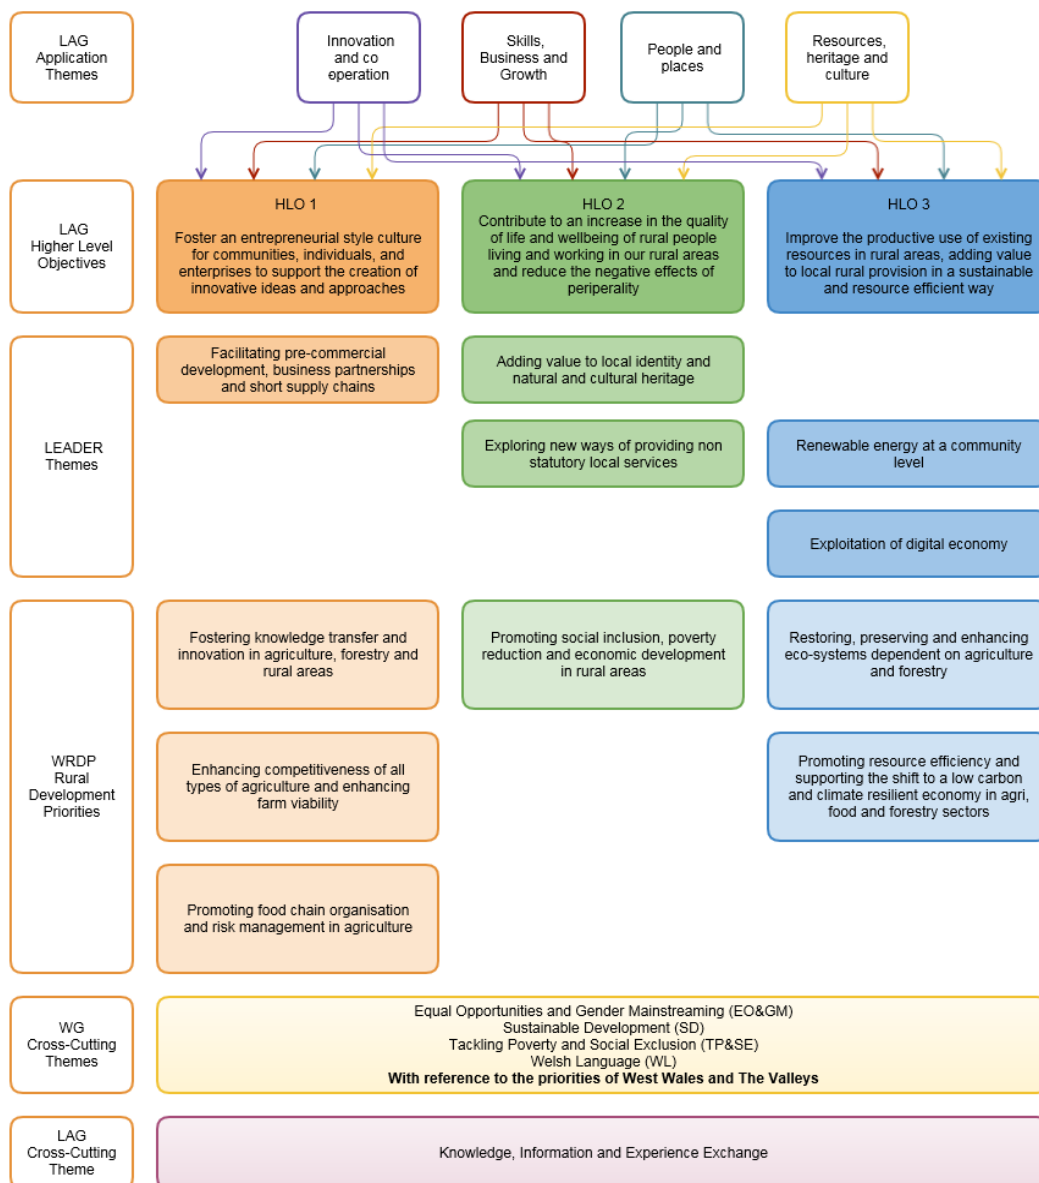 LAG
Application
Themes
Innovation
and co
operation
Skills,
Business and
Growth
People and
places
Resources,
heritage and
culture
LAG
Higher Level
Objectives
HLO 1
Foster an entrepreneurial style culture
for communities, individuals, and
enterprises to support the creation of
innovative ideas and approaches
HLO 2
Contribute to an increase in the quality
of life and wellbeing of rural people
living and working in our rural areas
and reduce the negative effects of
periperality
HLO 3
Improve the productive use of existing
resources in rural areas, adding value
to local rural provision in a sustainable
and resource efficient way
LEADER
Themes
Facilitating pre-commercial
development, business partnerships
and short supply chains
Adding value to local identity and
natural and cultural heritage
Exploring new ways of providing non
statutory local services
Renewable energy at a community
level
Exploitation of digital economy
WRDP
Rural
Development
Priorities
Fostering knowledge transfer and
innovation in agriculture, forestry and
rural areas
Promoting social inclusion, poverty
reduction and economic development
in rural areas
Restoring, preserving and enhancing
eco-systems dependent on agriculture
and forestry
Enhancing competitiveness of all
types of agriculture and enhancing
farm viability
Promoting resource efficiency and
supporting the shift to a low carbon
and climate resilient economy in agri,
food and forestry sectors
Promoting food chain organisation
and risk management in agriculture
WG
Cross-Cutting
Themes
Equal Opportunities and Gender Mainstreaming (EO&GM)
Sustainable Development (SD)
Tackling Poverty and Social Exclusion (TP&SE)
Welsh Language (WL)
With reference to the priorities of West Wales and The Valleys
LAG
Cross-Cutting
Theme
Knowledge, Information and Experience Exchange